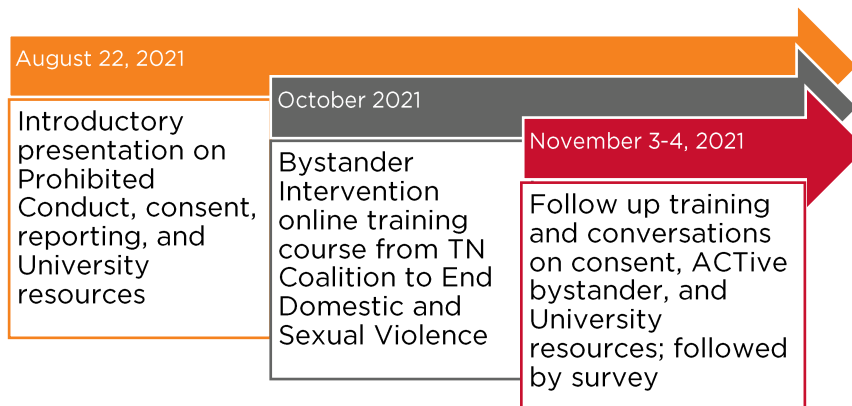 August 22, 2021
Introductory
presentation on
Prohibited
Conduct, consent,
reporting, and
University
resources
October 2021
Bystander
Intervention
online training
course from TN
Coalition to End
Domestic and
Sexual Violence
November 3-4, 2021
Follow up training
and conversations
on consent, ACTive
bystander, and
University
resources; followed
by survey